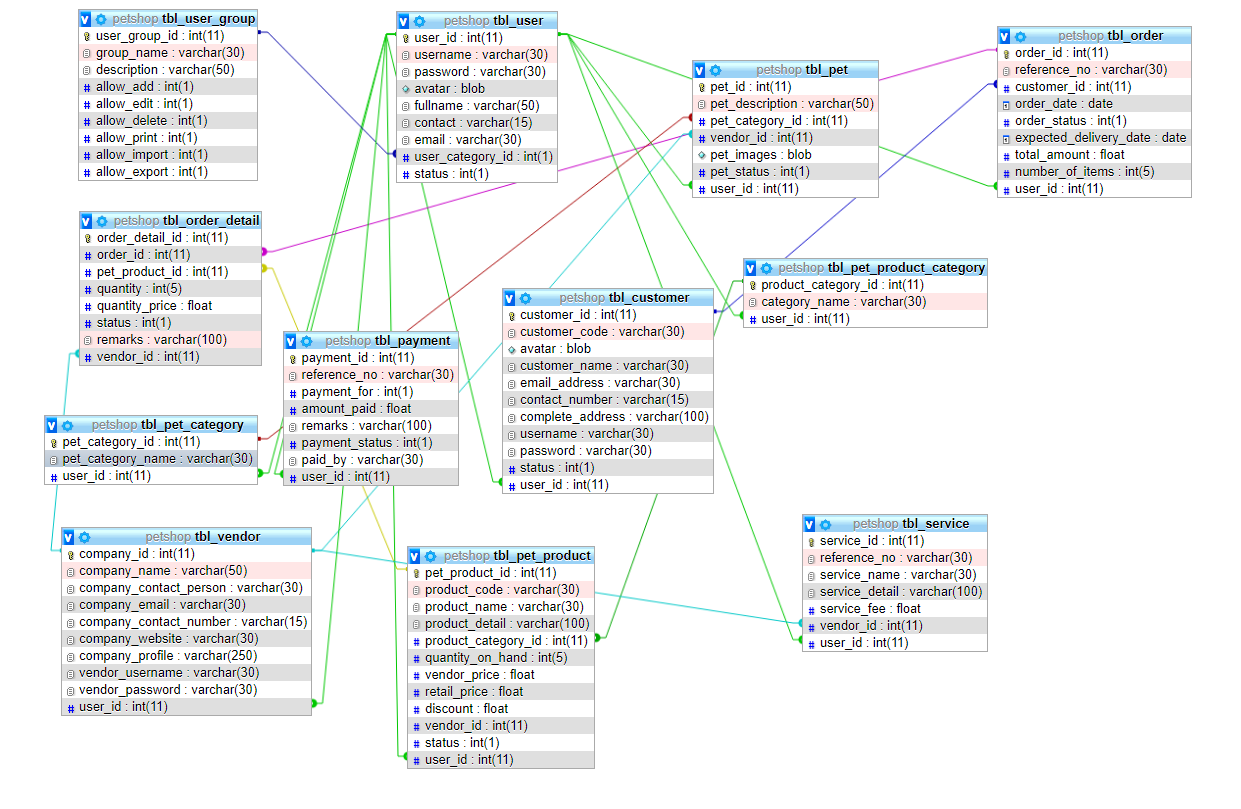 petshop tbl_user_group
user_group_id : int(11)
group_name : varchar(30)
description : varchar(50)
allow_add : int(1)
allow_edit : int(1)
allow_delete : int(1)
allow_print : int(1)
allow_import : int(1)
allow_export : int(1)
petshop tbl_user
user_id : int(11)
username : varchar(30)
password : varchar(30)
avatar : blob
fullname : varchar(50)
contact : varchar(15)
email : varchar(30)
user_category_id : int(1)
status : int(1)
petshop tbl_pet
pet_id : int(11)
pet_description : varchar(50)
pet_category_id : int(11)
vendor_id : int(11)
pet_images : blob
pet_status : int(1)
user_id : int(11)
petshop tbl_order
order_id : int(11)
reference_no : varchar(30)
customer_id : int(11)
order_date : date
order_status : int(1)
expected_delivery_date : date
total_amount : float
number_of_items : int(5)
user_id : int(11)
petshop tbl_order_detail
order_detail_id : int(11)
order_id : int(11)
pet_product_id : int(11)
quantity : int(5)
quantity_price : float
status : int(1)
remarks : varchar(100)
vendor_id : int(11)
petshop tbl_pet_product_category
product_category_id : int(11)
category_name : varchar(30)
user_id : int(11)
petshop tbl_customer
customer_id : int(11)
customer_code : varchar(30)
avatar : blob
customer_name : varchar(30)
email_address : varchar(30)
contact_number : varchar(15)
complete_address : varchar(100)
username : varchar(30)
password : varchar(30)
status : int(1)
user_id : int(11)
petshop tbl_payment
payment_id : int(11)
reference_no : varchar(30)
payment_for : int(1)
amount_paid : float
remarks : varchar(100)
payment_status : int(1)
paid_by : varchar(30)
user_id : int(11)
petshop tbl_pet_category
pet_category_id : int(11)
pet_category_name : varchar(30)
user_id : int(11)
petshop tbl_vendor
company_id : int(11)
company_name : varchar(50)
company_contact_person : varchar(30)
company_email : varchar(30)
company_contact_number : varchar(15)
company_website : varchar(30)
company_profile : varchar(250)
vendor_username : varchar(30)
vendor_password : varchar(30)
user_id : int(11)
petshop tbl_pet_product
pet_product_id : int(11)
product_code : varchar(30)
product_name : varchar(30)
product_detail : varchar(100)
product_category_id : int(11)
quantity_on_hand : int(5)
vendor_price : float
retail_price : float
discount : float
vendor_id : int(11)
status : int(1)
user_id : int(11)
petshop tbl_service
service_id : int(11)
reference_no : varchar(30)
service_name : varchar(30)
service_detail : varchar(100)
service_fee : float
vendor_id : int(11)
user_id : int(11)